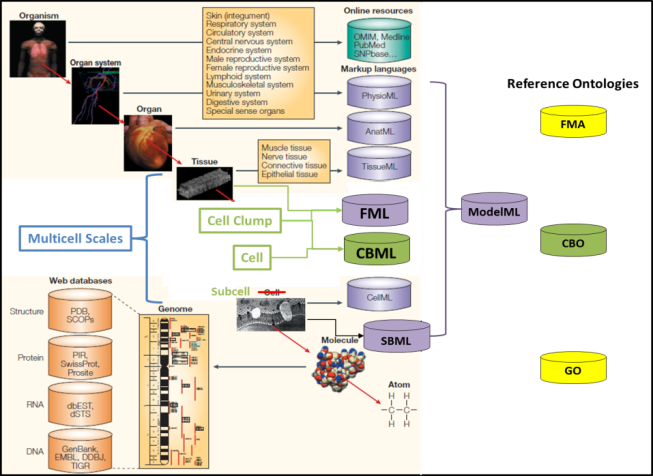 Organism
Skin (integument)
Respiratory system
Circulatory system
Central nervous system
Endocrine system
Male reproductive system
Female reproductive system
Lymphoid system
Musculoskeletal system
Urinary system
Digestive system
Special sense organs
Online resources
OMIM, Medline
PubMed
SNPbase...
Markup languages
PhysioML
AnatML
TissueML
Organ system
Organ
Tissue
Muscle tissue
Nerve tissue
Connective tissue
Epithelial tissue
Reference Ontologies
FMA
CBO
GO
ModelML
FML
CBML
Cell Clump
Cell
Multicell Scales
Subcell Cell
CellML
SBML
Web databases
Structure
PDB,
SCOPs
Protein
PIR,
SwissProt,
Prosite
RNA
dbEST,
dSTS
DNA
GenBank,
EMBL, DDBJ,
TIGR
Genome
Molecule
Atom
H H
C C
H H